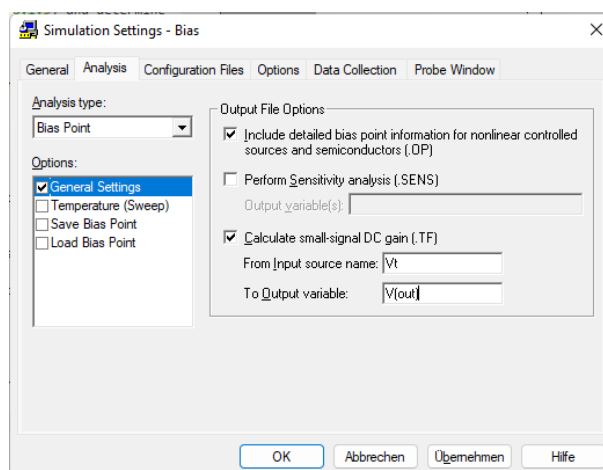 Simulation Settings - Bias
General Analysis Configuration Files Options Data Collection Probe Window
Analysis type:
Bias Point
Options:
General Settings
Temperature (Sweep)
Save Bias Point
Load Bias Point
Output File Options
Include detailed bias point information for nonlinear controlled
sources and semiconductors (.OP)
Perform Sensitivity analysis (.SENS)
Output variable(s):
Calculate small-signal DC gain (.TF)
From Input source name: Vt
To Output variable: V(out)
OK Abbrechen Übernehmen Hilfe